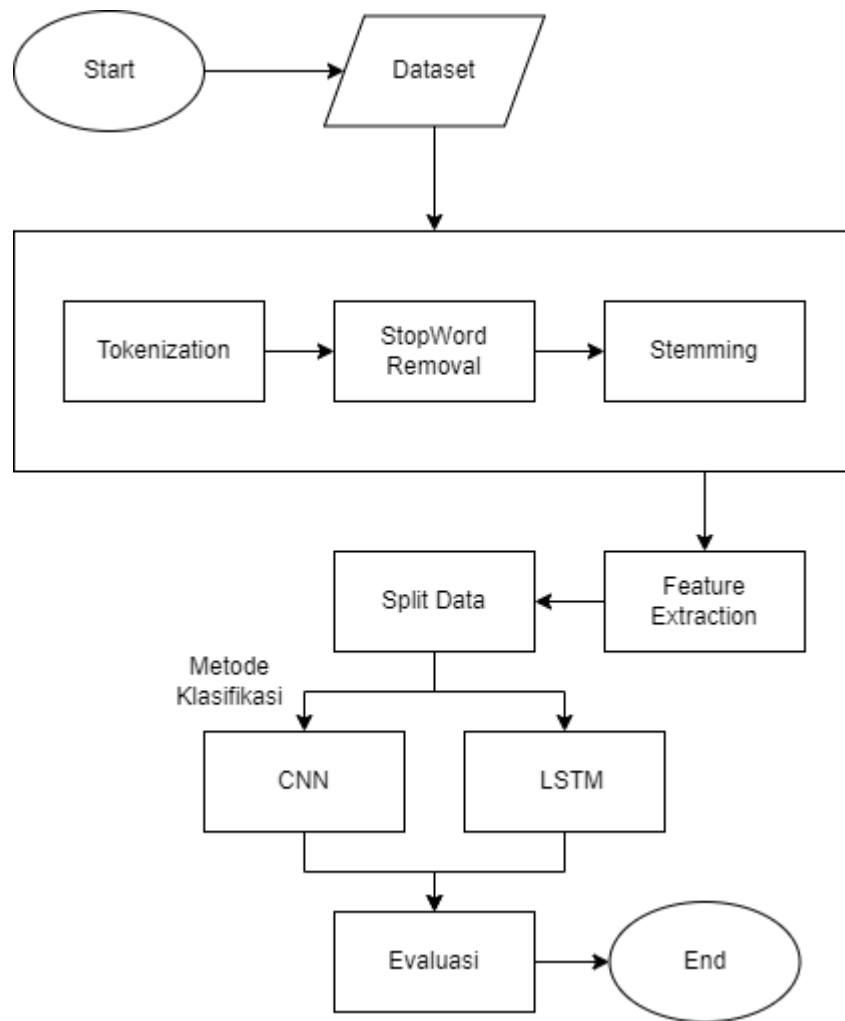 Start
Dataset
Tokenization
StopWord
Removal
Stemming
Feature
Extraction
Split Data
Metode
Klasifikasi
CNN
LSTM
Evaluasi
End